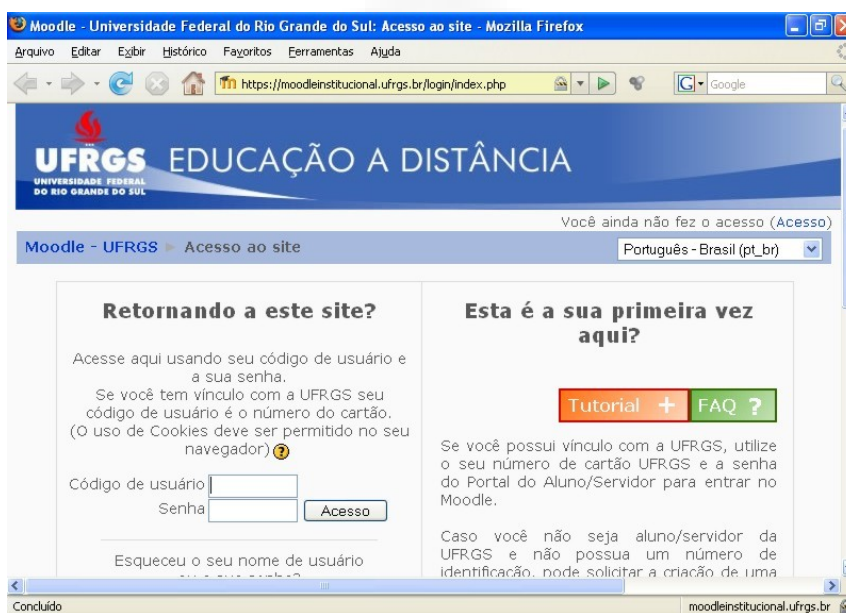 Moodle - Universidade Federal do Rio Grande do Sul: Acesso ao site - Mozilla Firefox
Arquivo Editar Exibir Histórico Favoritos Ferramentas Ajuda
https://moodleinstitucional.ufrgs.br/login/index.php
G Google
UFRGS
UNIVERSIDADE FEDERAL
DO RIO GRANDE DO SUL
EDUCAÇÃO A DISTÂNCIA
Você ainda não fez o acesso (Acesso)
Moodle - UFRGS ► Acesso ao site
Português - Brasil (pt_br)
Retornando a este site?
Acesse aqui usando seu código de usuário e
a sua senha.
Se você tem vínculo com a UFRGS seu
código de usuário é o número do cartão.
(O uso de Cookies deve ser permitido no seu
navegador) ?
Código de usuário
Senha
Acesso
Esqueceu o seu nome de usuário
ou a sua senha?
Esta é a sua primeira vez
aqui?
Tutorial +
FAQ ?
Se você possui vínculo com a UFRGS, utilize
o seu número de cartão UFRGS e a senha
do Portal do Aluno/Servidor para entrar no
Moodle.
Caso você não seja aluno/servidor da
UFRGS e não possua um número de
identificação, pode solicitar a criação de uma
Concluído
moodleinstitucional.ufrgs.br